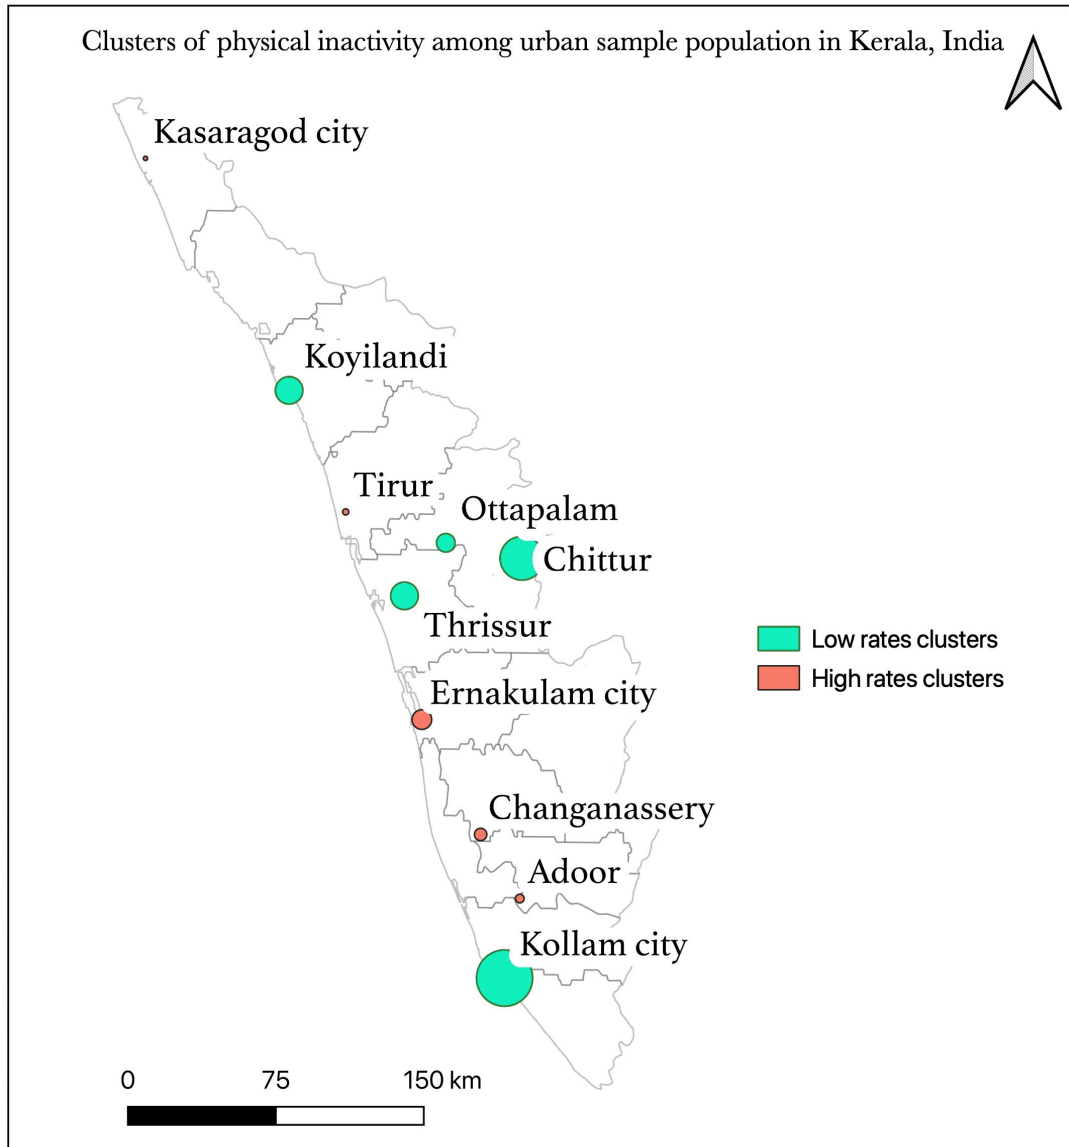 Clusters of physical inactivity among urban sample population in Kerala, India
Kasaragod city
Koyilandi
Tirur
Ottapalam
Chittur
Thrissur
Low rates clusters
High rates clusters
Ernakulam city
Changanassery
Adoor
Kollam city
0 75 150 km